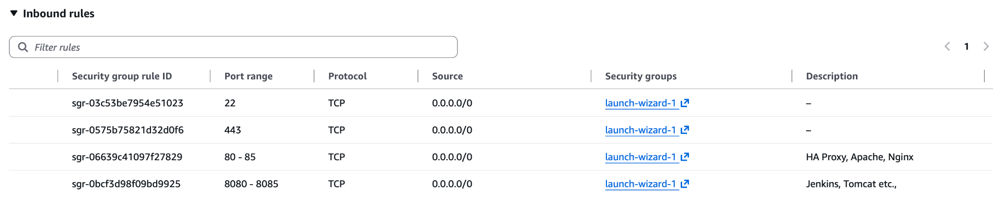 Inbound rules
Filter rules
1
Security group rule ID Port range Protocol Source Security groups Description
sgr-03c53be7954e51023 22 TCP 0.0.0.0/0 launch-wizard-1 –
sgr-0575b75821d32d0f6 443 TCP 0.0.0.0/0 launch-wizard-1 –
sgr-06639c41097f27829 80 - 85 TCP 0.0.0.0/0 launch-wizard-1 HA Proxy, Apache, Nginx
sgr-0bcf3d98f09bd9925 8080 - 8085 TCP 0.0.0.0/0 launch-wizard-1 Jenkins, Tomcat etc.,